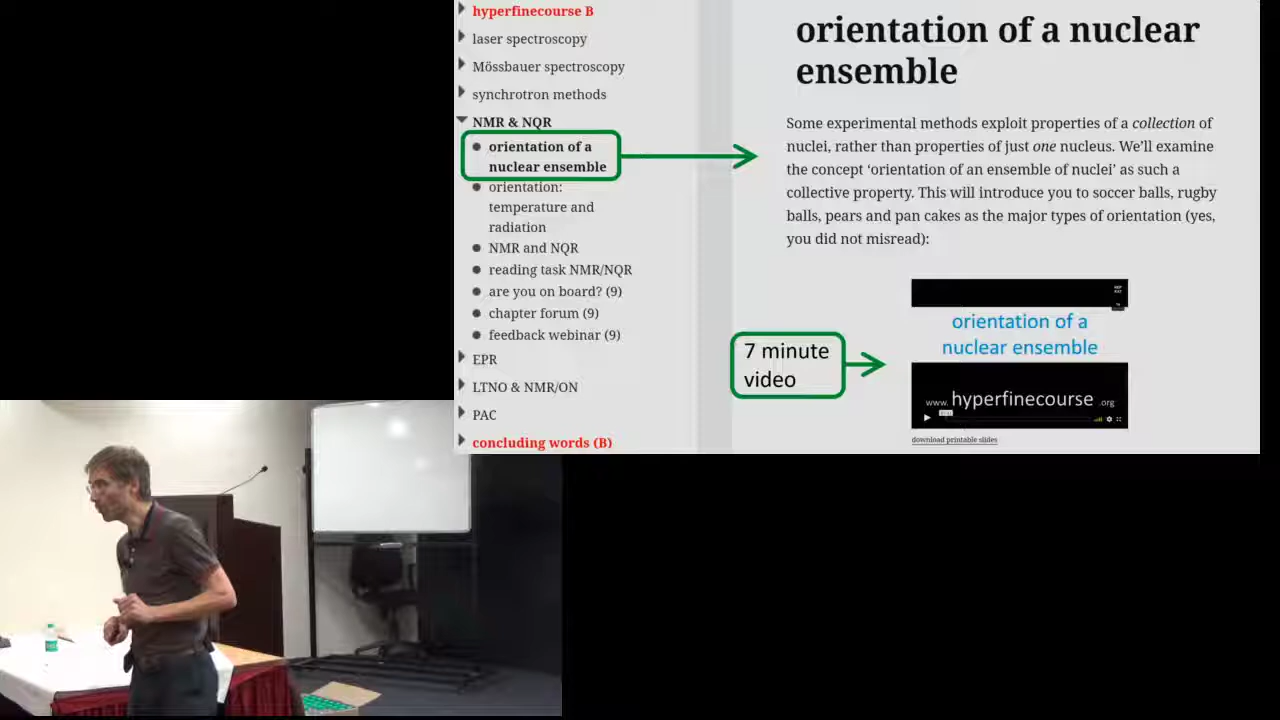 hyperfinecourse B
laser spectroscopy
Mössbauer spectroscopy
synchrotron methods
NMR & NQR
orientation of a
nuclear ensemble
orientation:
temperature and
radiation
NMR and NQR
reading task NMR/NQR
are you on board? (9)
chapter forum (9)
feedback webinar (9)
EPR
LTNO & NMR/ON
PAC
concluding words (B)
orientation of a nuclear
ensemble
Some experimental methods exploit properties of a collection of
nuclei, rather than properties of just one nucleus. We'll examine
the concept ‘orientation of an ensemble of nuclei’ as such a
collective property. This will introduce you to soccer balls, rugby
balls, pears and pan cakes as the major types of orientation (yes,
you did not misread):
7 minute
video
orientation of a
nuclear ensemble
www. hyperfinecourse .org
download printable slides